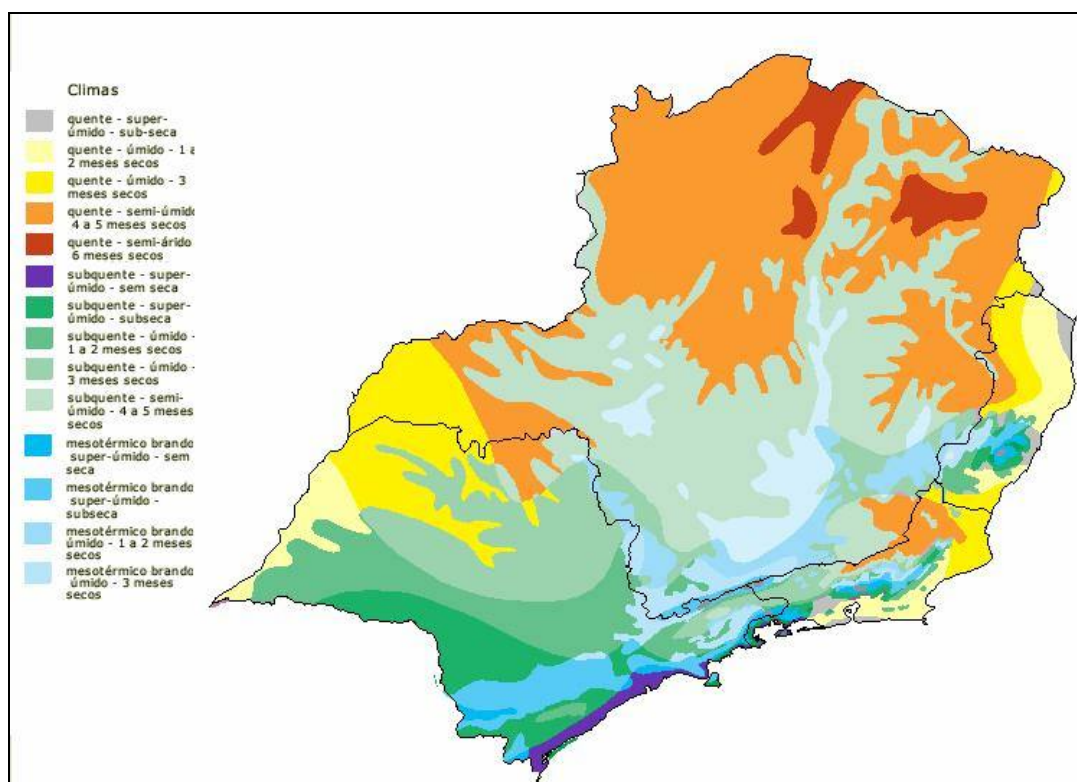 Climas
quente - super-
úmido - sub-seca
quente - úmido - 1 a
2 meses secos
quente - úmido - 3
meses secos
quente - semi-úmido
4 a 5 meses secos
quente - semi-árido
6 meses secos
subquente - super-
úmido - sem seca
subquente - super-
úmido - subseca
subquente - úmido -
1 a 2 meses secos
subquente - úmido -
3 meses secos
subquente - semi-
úmido - 4 a 5 meses
secos
mesotérmico brando
super-úmido - sem
seca
mesotérmico brando
super-úmido -
subseca
mesotérmico brando
úmido - 1 a 2 meses
secos
mesotérmico brando
úmido - 3 meses
secos